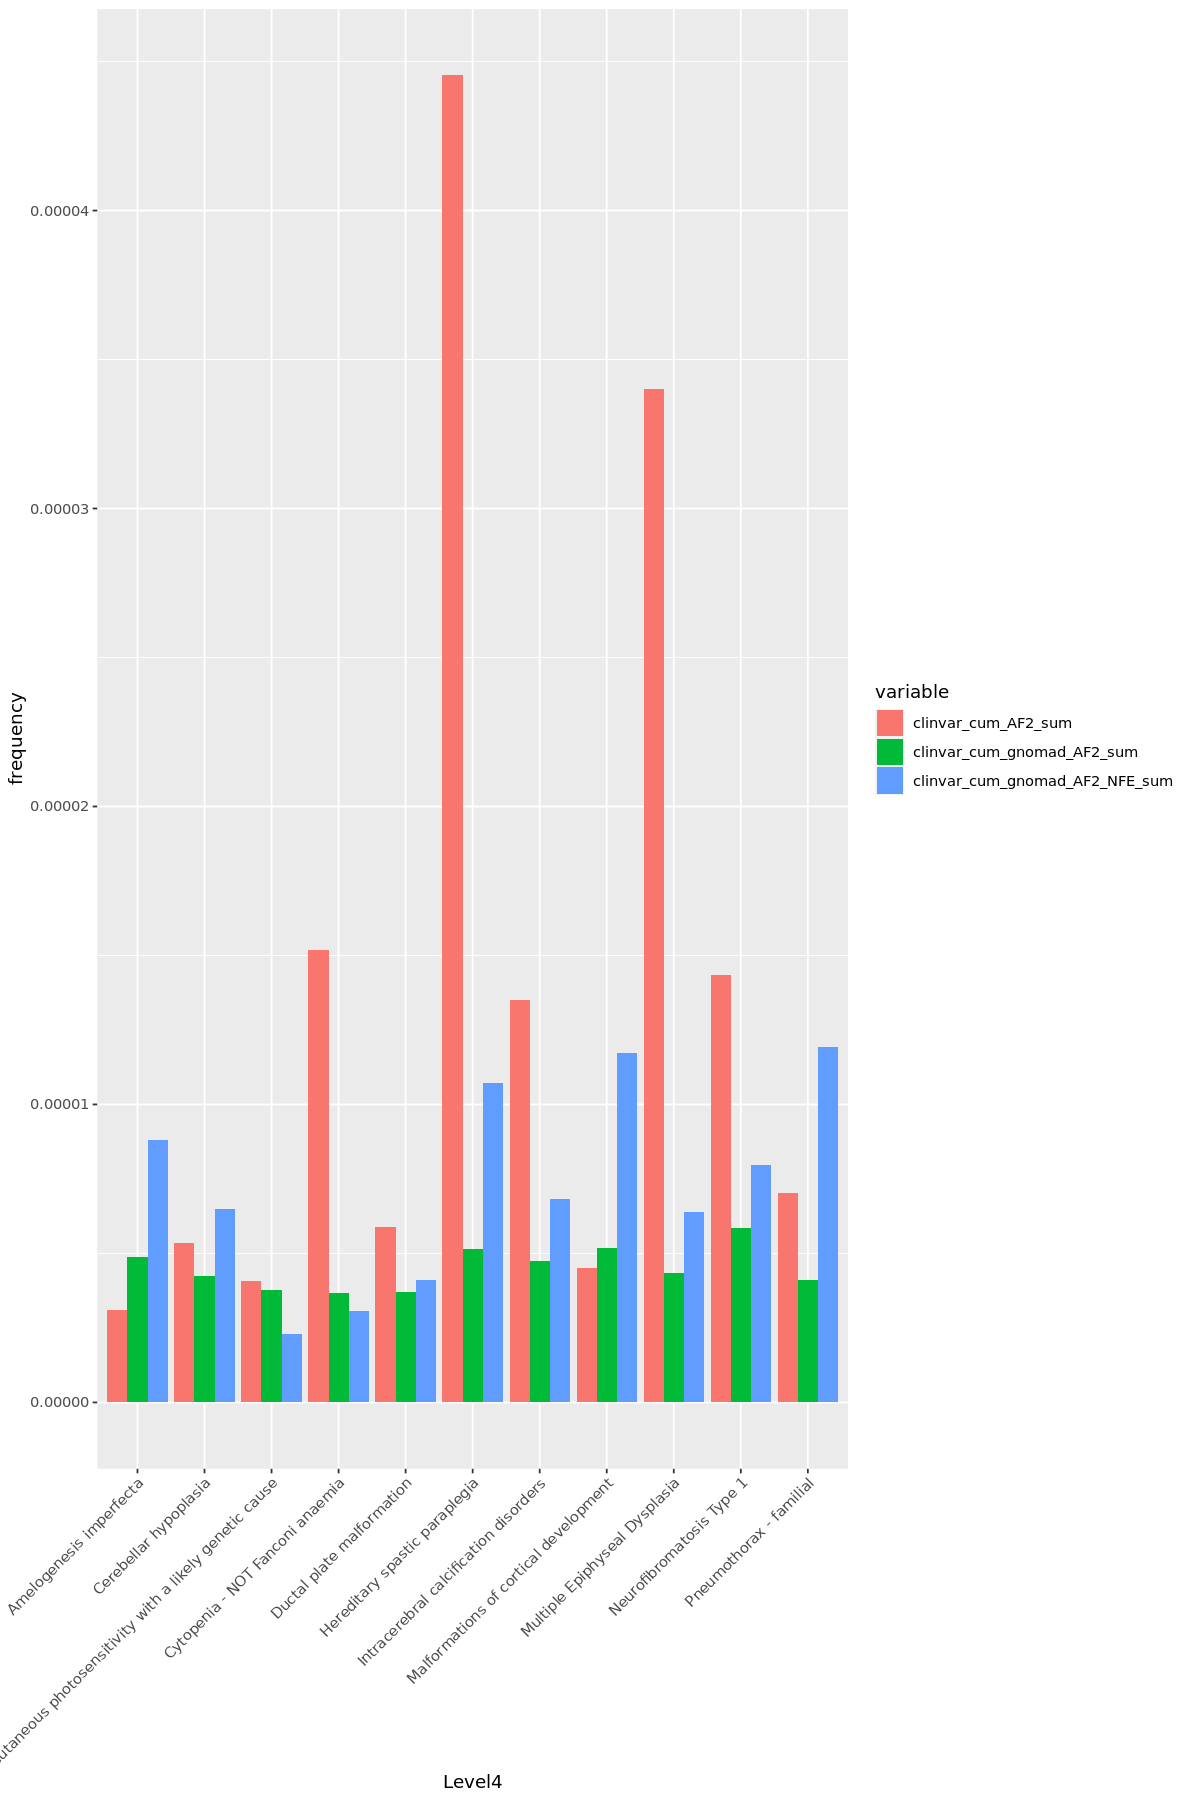 frequency
0.00004
0.00003
0.00002
0.00001
0.00000
Amelogenesis imperfecta
Cerebellar hypoplasia
photosensitivity with a likely genetic cause
Cytopenia - NOT Fanconi anaemia
Ductal plate malformation
Hereditary spastic paraplegia
Intracerebral calcification disorders
Malformations of cortical development
Multiple Epiphyseal Dysplasia
Neurofibromatosis Type 1
Pneumothorax - familial
Level4
variable
clinvar_cum_AF2_sum
clinvar_cum_gnomad_AF2_sum
clinvar_cum_gnomad_AF2_NFE_sum